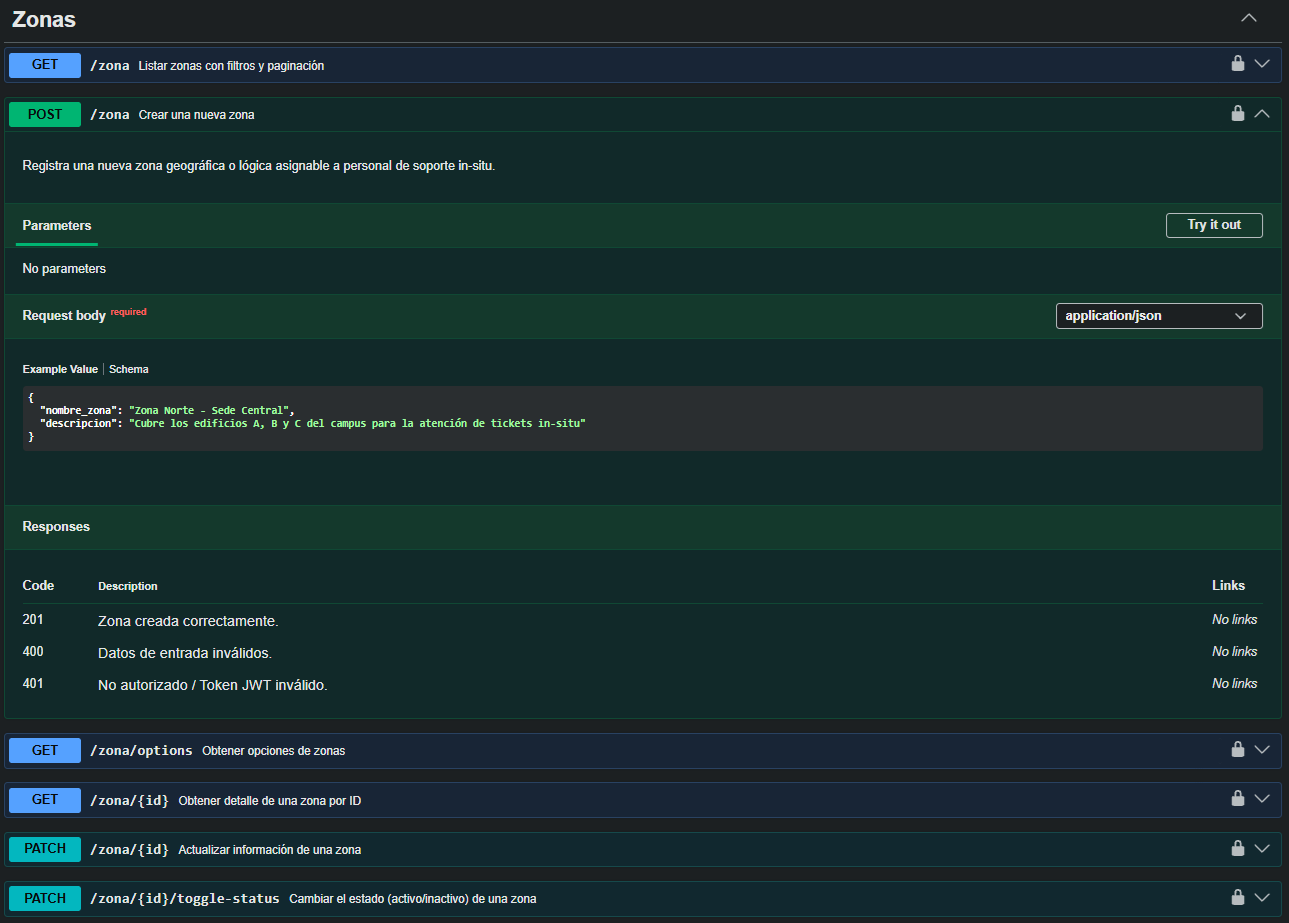 Zonas
GET /zona Listar zonas con filtros y paginación
POST /zona Crear una nueva zona
Registra una nueva zona geográfica o lógica asignable a personal de soporte in-situ.
Parameters Try it out
No parameters
Request body required application/json
Example Value | Schema
{
"nombre_zona": "Zona Norte - Sede Central",
"descripcion": "Cubre los edificios A, B y C del campus para la atención de tickets in-situ"
}
Responses
Code Description Links
201 Zona creada correctamente. No links
400 Datos de entrada inválidos. No links
401 No autorizado / Token JWT inválido. No links
GET /zona/options Obtener opciones de zonas
GET /zona/{id} Obtener detalle de una zona por ID
PATCH /zona/{id} Actualizar información de una zona
PATCH /zona/{id}/toggle-status Cambiar el estado (activo/inactivo) de una zona